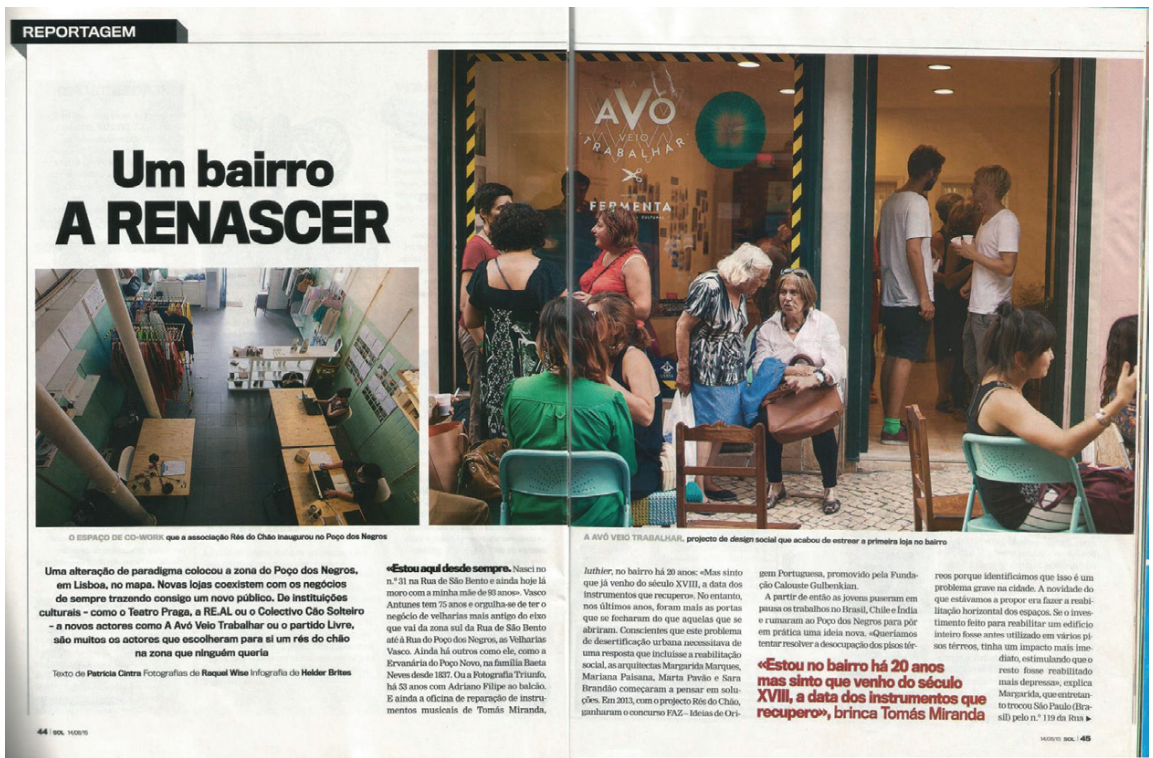 REPORTAGEM
Um bairro
A RENASCER
AVÓ
VEIO
TRABALHAR
FERMENTA
O ESPAÇO DE CO-WORK que a associação Rés do Chão inaugurou no Poço dos Negros
A AVÓ VEIO TRABALHAR, projecto de design social que acabou de estrear a primeira loja no bairro
Uma alteração de paradigma colocou a zona do Poço dos Negros,
em Lisboa, no mapa. Novas lojas coexistem com os negócios
de sempre trazendo consigo um novo público. De instituições
culturais – como o Teatro Praga, a RE.AL ou o Colectivo Cão Solteiro
– a novos actores como A Avó Veio Trabalhar ou o partido Livre,
são muitos os actores que escolheram para si um rés do chão
na zona que ninguém queria
Texto de Patrícia Cintra Fotografias de Raquel Wise Infografia de Helder Brites
«Estou aqui desde sempre. Nasci no
n.º 31 na Rua de São Bento e ainda hoje lá
moro com a minha mãe de 93 anos». Vasco
Antunes tem 75 anos e orgulha-se de ter o
negócio de velharias mais antigo do eixo
que vai da zona sul da Rua de São Bento
até à Rua do Poço dos Negros, as Velharias
Vasco. Ainda há outros como ele, como a
Ervanária do Poço Novo, na família Baeta
Neves desde 1837. Ou a Fotografia Triunfo,
há 53 anos com Adriano Filipe ao balcão.
E ainda a oficina de reparação de instru-
mentos musicais de Tomás Miranda,
luthier, no bairro há 20 anos: «Mas sinto
que já venho do século XVIII, a data dos
instrumentos que recupero». No entanto,
nos últimos anos, foram mais as portas
que se fecharam do que aquelas que se
abriram. Conscientes que este problema
de desertificação urbana necessitava de
uma resposta que incluísse a reabilitação
social, as arquitectas Margarida Marques,
Mariana Paisana, Marta Pavão e Sara
Brandão começaram a pensar em solu-
ções. Em 2013, com o projecto Rés do Chão,
ganharam o concurso FAZ – Ideias de Ori-
gem Portuguesa, promovido pela Funda-
ção Calouste Gulbenkian.
A partir de então as jovens puseram em
pausa os trabalhos no Brasil, Chile e Índia
e rumaram ao Poço dos Negros para pôr
em prática uma ideia nova. «Queríamos
tentar resolver a desocupação dos pisos tér-
«Estou no bairro há 20 anos
mas sinto que venho do século
XVIII, a data dos instrumentos que
recupero», brinca Tomás Miranda
reos porque identificámos que isso é um
problema grave na cidade. A novidade do
que estávamos a propor era fazer a reabi-
litação horizontal dos espaços. Se o inves-
timento feito para reabilitar um edifício
inteiro fosse antes utilizado em vários pi-
sos térreos, tinha um impacto mais ime-
diato, estimulando que o
resto fosse reabilitado
mais depressa», explica
Margarida, que entretan-
to trocou São Paulo (Bra-
sil) pelo n.º 119 da Rua ▶
44 | SOL 14/08/15
14/08/15 SOL | 45